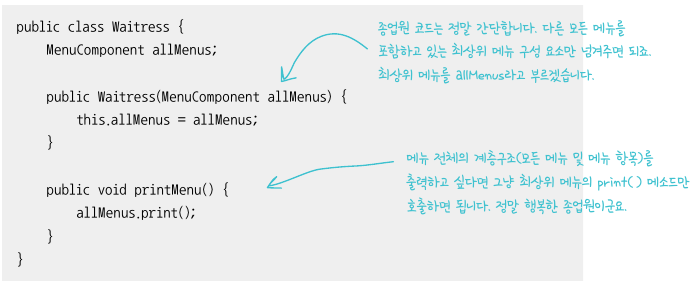 public class Waitress {
MenuComponent allMenus;
public Waitress(MenuComponent allMenus) {
this.allMenus = allMenus;
}
public void printMenu() {
allMenus.print();
}
}
종업원 코드는 정말 간단합니다. 다른 모든 메뉴를
포함하고 있는 최상위 메뉴 구성 요소만 넘겨주면 되죠.
최상위 메뉴를 allMenus라고 부르겠습니다.
메뉴 전체의 계층구조(모든 메뉴 및 메뉴 항목)를
출력하고 싶다면 그냥 최상위 메뉴의 print( ) 메소드만
호출하면 됩니다. 정말 행복한 종업원이군요.